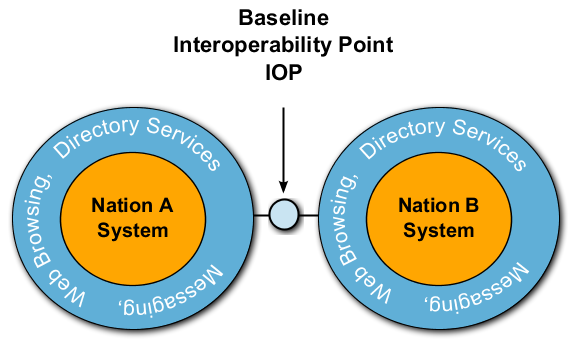 Baseline
Interoperability Point
IOP
Web Browsing, Directory Services
Messaging,
Nation A
System
Web Browsing, Directory Services
Messaging,
Nation B
System